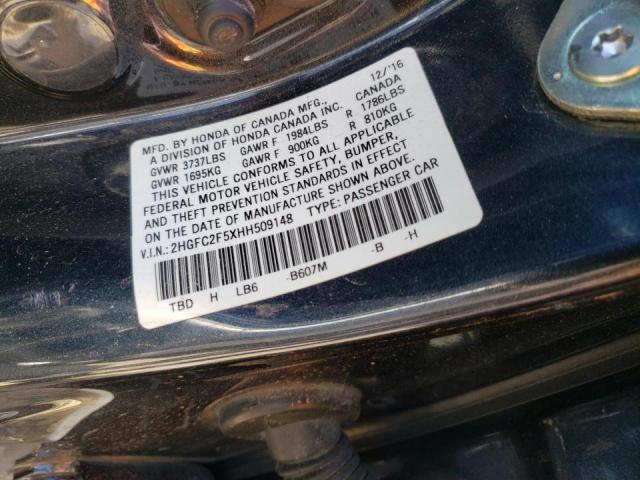 MFD. BY HONDA OF CANADA MFG., 12/'16
A DIVISION OF HONDA CANADA INC. CANADA
GVWR 3737LBS GAWR F 1984LBS R 1786LBS
GVWR 1695KG GAWR F 900KG R 810KG
THIS VEHICLE CONFORMS TO ALL APPLICABLE
FEDERAL MOTOR VEHICLE SAFETY, BUMPER,
AND THEFT PREVENTION STANDARDS IN EFFECT
ON THE DATE OF MANUFACTURE SHOWN ABOVE.
V.I.N.: 2HGFC2F5XHH509148 TYPE: PASSENGER CAR
TBD H LB6 -B607M -B -H